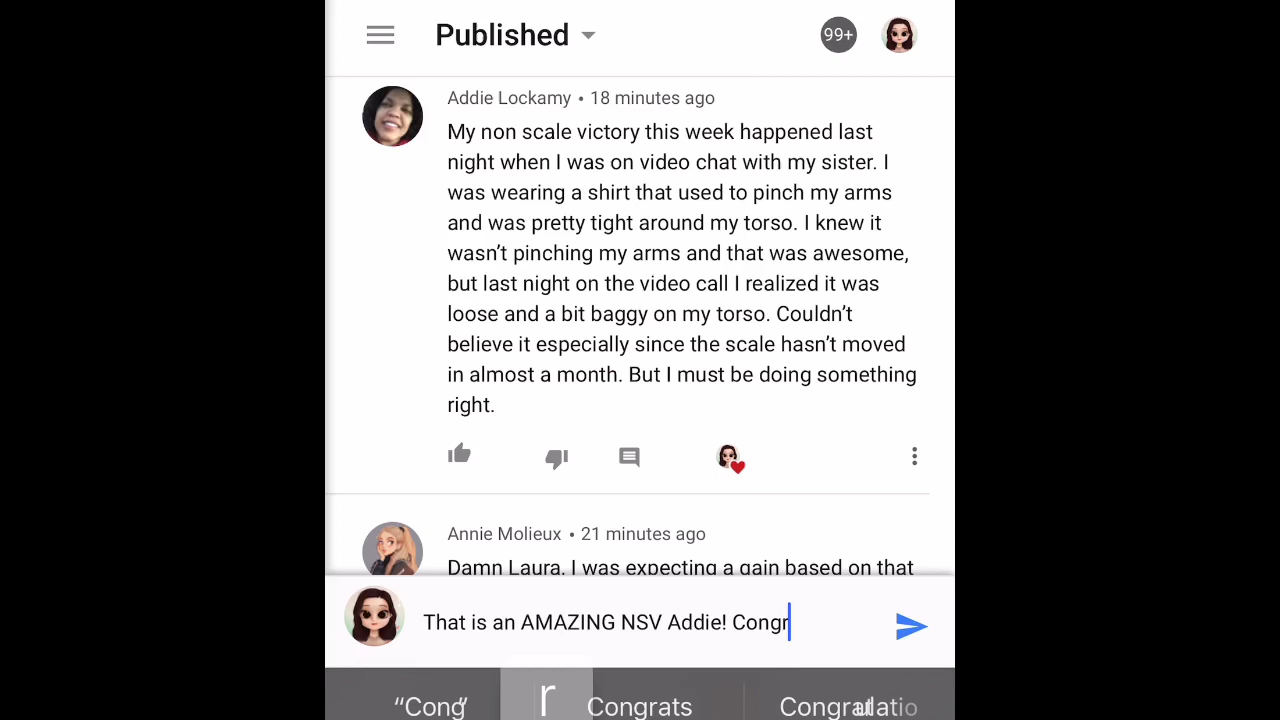 Published
99+
Addie Lockamy • 18 minutes ago
My non scale victory this week happened last
night when I was on video chat with my sister. I
was wearing a shirt that used to pinch my arms
and was pretty tight around my torso. I knew it
wasn’t pinching my arms and that was awesome,
but last night on the video call I realized it was
loose and a bit baggy on my torso. Couldn’t
believe it especially since the scale hasn’t moved
in almost a month. But I must be doing something
right.
Annie Molieux • 21 minutes ago
Damn Laura. I was expecting a gain based on that
That is an AMAZING NSV Addie! Congr
“Cong” r Congrats